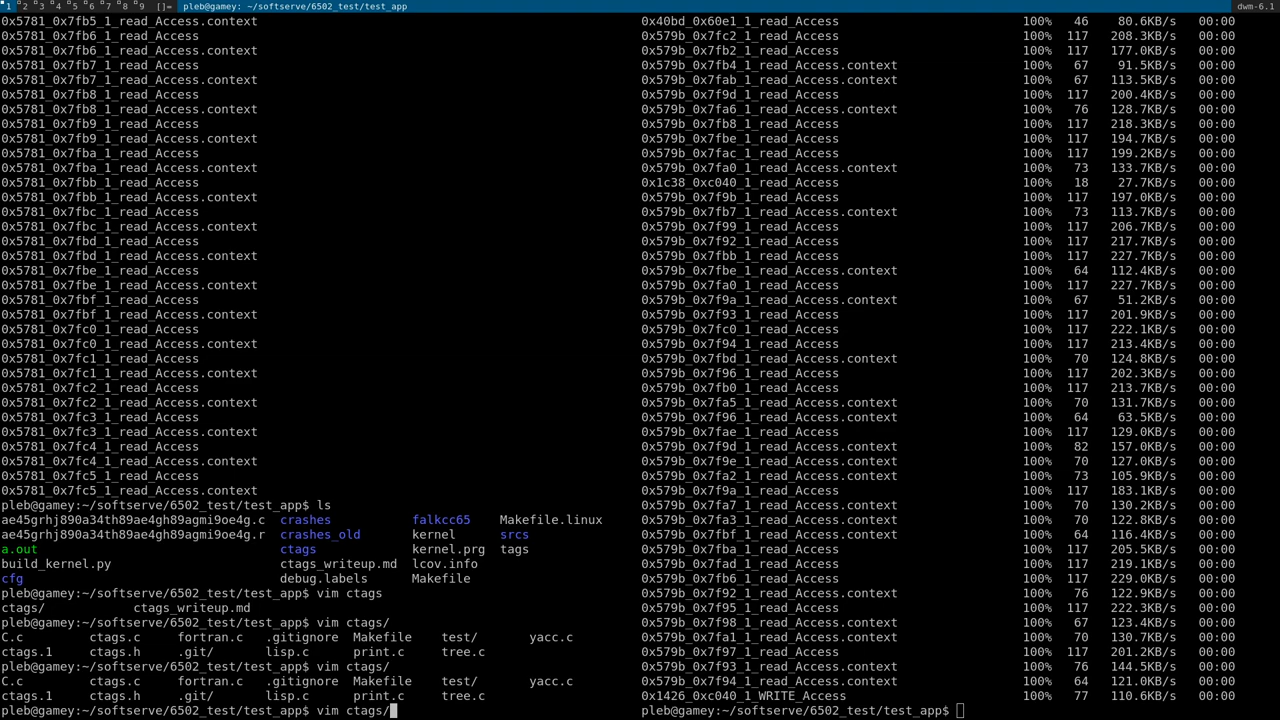 1 2 3 4 5 6 7 8 9 []= pleb@gamey: ~/softserve/6502_test/test_app dwm-6.1
0x5781_0x7fb5_1_read_Access.context
0x5781_0x7fb6_1_read_Access
0x5781_0x7fb6_1_read_Access.context
0x5781_0x7fb7_1_read_Access
0x5781_0x7fb7_1_read_Access.context
0x5781_0x7fb8_1_read_Access
0x5781_0x7fb8_1_read_Access.context
0x5781_0x7fb9_1_read_Access
0x5781_0x7fb9_1_read_Access.context
0x5781_0x7fba_1_read_Access
0x5781_0x7fba_1_read_Access.context
0x5781_0x7fbb_1_read_Access
0x5781_0x7fbb_1_read_Access.context
0x5781_0x7fbc_1_read_Access
0x5781_0x7fbc_1_read_Access.context
0x5781_0x7fbd_1_read_Access
0x5781_0x7fbd_1_read_Access.context
0x5781_0x7fbe_1_read_Access
0x5781_0x7fbe_1_read_Access.context
0x5781_0x7fbf_1_read_Access
0x5781_0x7fbf_1_read_Access.context
0x5781_0x7fc0_1_read_Access
0x5781_0x7fc0_1_read_Access.context
0x5781_0x7fc1_1_read_Access
0x5781_0x7fc1_1_read_Access.context
0x5781_0x7fc2_1_read_Access
0x5781_0x7fc2_1_read_Access.context
0x5781_0x7fc3_1_read_Access
0x5781_0x7fc3_1_read_Access.context
0x5781_0x7fc4_1_read_Access
0x5781_0x7fc4_1_read_Access.context
0x5781_0x7fc5_1_read_Access
0x5781_0x7fc5_1_read_Access.context
pleb@gamey:~/softserve/6502_test/test_app$ ls
ae45grhj890a34th89ae4gh89agmi9oe4g.c crashes falkcc65 Makefile.linux
ae45grhj890a34th89ae4gh89agmi9oe4g.r crashes_old kernel srcs
a.out ctags kernel.prg tags
build_kernel.py ctags_writeup.md lcov.info
cfg debug.labels Makefile
pleb@gamey:~/softserve/6502_test/test_app$ vim ctags
ctags/ ctags_writeup.md
pleb@gamey:~/softserve/6502_test/test_app$ vim ctags/
C.c ctags.c fortran.c .gitignore Makefile test/ yacc.c
ctags.1 ctags.h .git/ lisp.c print.c tree.c
pleb@gamey:~/softserve/6502_test/test_app$ vim ctags/
C.c ctags.c fortran.c .gitignore Makefile test/ yacc.c
ctags.1 ctags.h .git/ lisp.c print.c tree.c
pleb@gamey:~/softserve/6502_test/test_app$ vim ctags/
0x40bd_0x60e1_1_read_Access 100% 46 80.6KB/s 00:00
0x579b_0x7fc2_1_read_Access 100% 117 208.3KB/s 00:00
0x579b_0x7fb2_1_read_Access 100% 117 177.0KB/s 00:00
0x579b_0x7fb4_1_read_Access.context 100% 67 91.5KB/s 00:00
0x579b_0x7fab_1_read_Access.context 100% 67 113.5KB/s 00:00
0x579b_0x7f9d_1_read_Access 100% 117 200.4KB/s 00:00
0x579b_0x7fa6_1_read_Access.context 100% 76 128.7KB/s 00:00
0x579b_0x7fb8_1_read_Access 100% 117 218.3KB/s 00:00
0x579b_0x7fbe_1_read_Access 100% 117 194.7KB/s 00:00
0x579b_0x7fac_1_read_Access 100% 117 199.2KB/s 00:00
0x579b_0x7fa0_1_read_Access.context 100% 73 133.7KB/s 00:00
0x1c38_0xc040_1_read_Access 100% 18 27.7KB/s 00:00
0x579b_0x7f9b_1_read_Access 100% 117 197.0KB/s 00:00
0x579b_0x7fb7_1_read_Access.context 100% 73 113.7KB/s 00:00
0x579b_0x7f99_1_read_Access 100% 117 206.7KB/s 00:00
0x579b_0x7f92_1_read_Access 100% 117 217.7KB/s 00:00
0x579b_0x7fbb_1_read_Access 100% 117 227.7KB/s 00:00
0x579b_0x7fbe_1_read_Access.context 100% 64 112.4KB/s 00:00
0x579b_0x7fa0_1_read_Access 100% 117 227.7KB/s 00:00
0x579b_0x7f9a_1_read_Access.context 100% 67 51.2KB/s 00:00
0x579b_0x7f93_1_read_Access 100% 117 201.9KB/s 00:00
0x579b_0x7fc0_1_read_Access 100% 117 222.1KB/s 00:00
0x579b_0x7f94_1_read_Access 100% 117 213.4KB/s 00:00
0x579b_0x7fbd_1_read_Access.context 100% 70 124.8KB/s 00:00
0x579b_0x7f96_1_read_Access 100% 117 202.3KB/s 00:00
0x579b_0x7fb0_1_read_Access 100% 117 213.7KB/s 00:00
0x579b_0x7fa5_1_read_Access.context 100% 70 131.7KB/s 00:00
0x579b_0x7f96_1_read_Access.context 100% 64 63.5KB/s 00:00
0x579b_0x7fae_1_read_Access 100% 117 129.0KB/s 00:00
0x579b_0x7f9d_1_read_Access.context 100% 82 157.0KB/s 00:00
0x579b_0x7f9e_1_read_Access.context 100% 70 127.0KB/s 00:00
0x579b_0x7fa2_1_read_Access.context 100% 73 105.9KB/s 00:00
0x579b_0x7f9a_1_read_Access 100% 117 183.1KB/s 00:00
0x579b_0x7fa7_1_read_Access.context 100% 70 130.2KB/s 00:00
0x579b_0x7fa3_1_read_Access.context 100% 70 122.8KB/s 00:00
0x579b_0x7fbf_1_read_Access.context 100% 64 116.4KB/s 00:00
0x579b_0x7fba_1_read_Access 100% 117 205.5KB/s 00:00
0x579b_0x7fad_1_read_Access 100% 117 219.1KB/s 00:00
0x579b_0x7fb6_1_read_Access 100% 117 229.0KB/s 00:00
0x579b_0x7f92_1_read_Access.context 100% 76 122.9KB/s 00:00
0x579b_0x7f95_1_read_Access 100% 117 222.3KB/s 00:00
0x579b_0x7f98_1_read_Access.context 100% 67 123.4KB/s 00:00
0x579b_0x7fa1_1_read_Access.context 100% 70 130.7KB/s 00:00
0x579b_0x7f97_1_read_Access 100% 117 201.2KB/s 00:00
0x579b_0x7f93_1_read_Access.context 100% 76 144.5KB/s 00:00
0x579b_0x7f94_1_read_Access.context 100% 64 121.0KB/s 00:00
0x1426_0xc040_1_WRITE_Access 100% 77 110.6KB/s 00:00
pleb@gamey:~/softserve/6502_test/test_app$